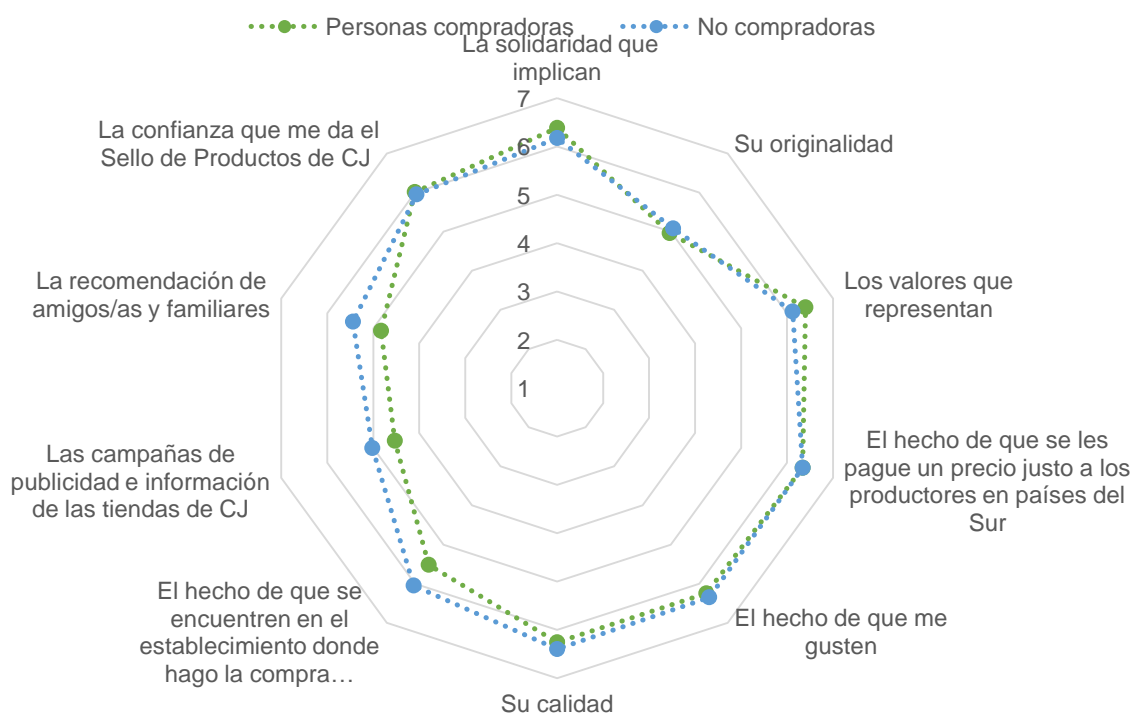 Personas compradoras
No compradoras
La solidaridad que
implican
Su originalidad
Los valores que
representan
El hecho de que se les
pague un precio justo a los
productores en países del
Sur
El hecho de que me
gusten
Su calidad
El hecho de que se
encuentren en el
establecimiento donde
hago la compra…
Las campañas de
publicidad e información
de las tiendas de CJ
La recomendación de
amigos/as y familiares
La confianza que me da el
Sello de Productos de CJ
7
6
5
4
3
2
1